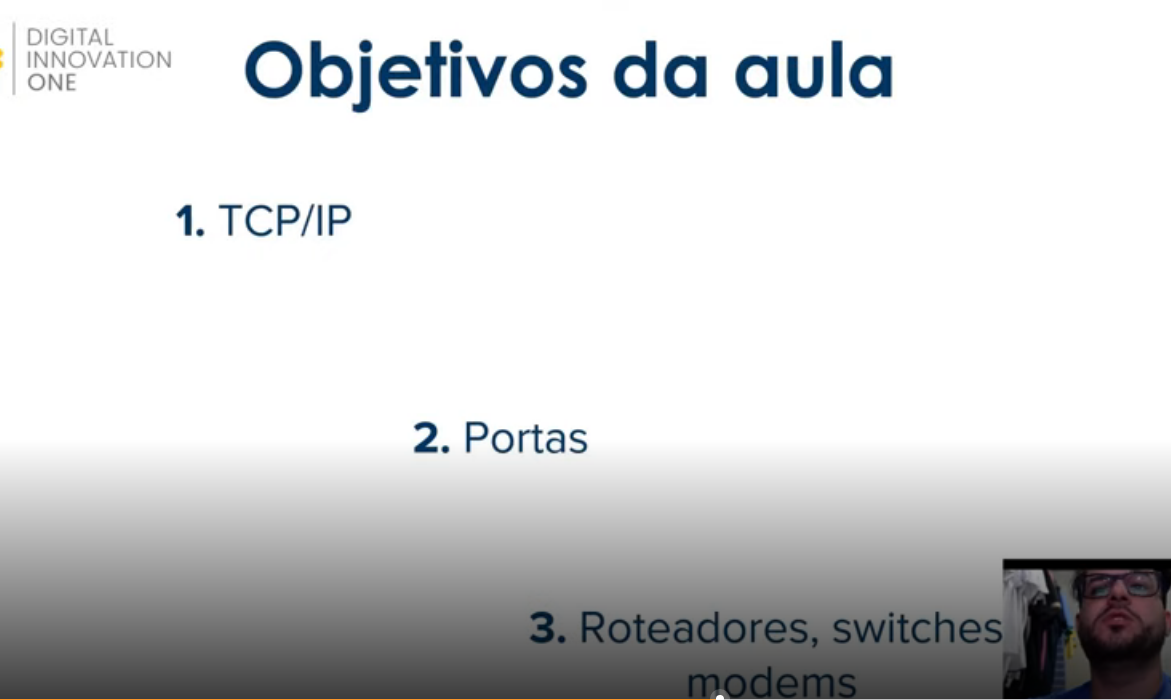 DIGITAL
INNOVATION
ONE
Objetivos da aula
1. TCP/IP
2. Portas
3. Roteadores, switches
modems